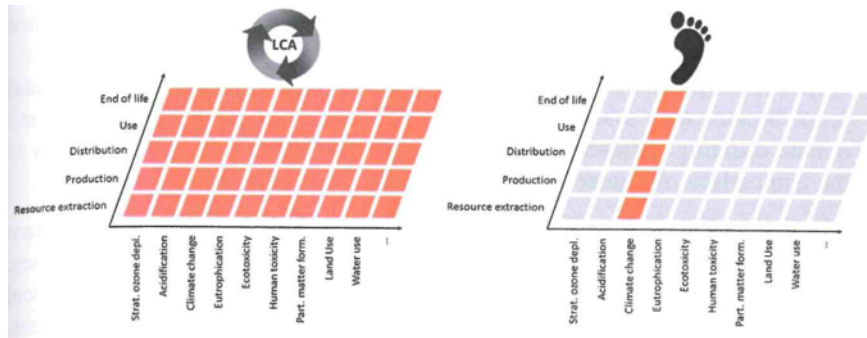 LCA
End of life
Use
Distribution
Production
Resource extraction
Strat. ozone depl.
Acidification
Climate change
Eutrophication
Ecotoxicity
Human toxicity
Part. matter form.
Land Use
Water use
...
End of life
Use
Distribution
Production
Resource extraction
Strat. ozone depl.
Acidification
Climate change
Eutrophication
Ecotoxicity
Human toxicity
Part. matter form.
Land Use
Water use
...